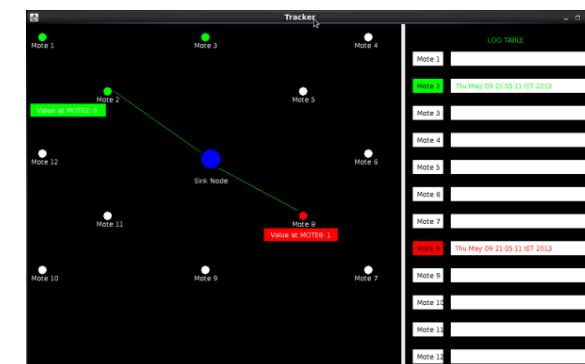 Tracker
Mote 1
Mote 3
Mote 4
Mote 2
Mote 5
Value at MOTE2: 0
Mote 12
Sink Node
Mote 6
Mote 11
Mote 8
Value at MOTE8: 1
Mote 10
Mote 9
Mote 7
LOG TABLE
Mote 1
Mote 2 Thu May 09 21:05:11 IST 2013
Mote 3
Mote 4
Mote 5
Mote 6
Mote 7
Mote 8 Thu May 09 21:05:11 IST 2013
Mote 9
Mote 10
Mote 11
Mote 12